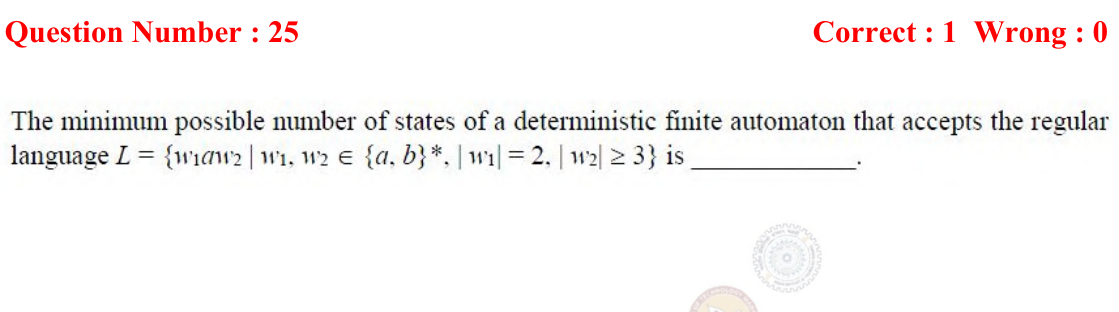 Question Number : 25 Correct : 1 Wrong : 0
The minimum possible number of states of a deterministic finite automaton that accepts the regular
language L = {w₁aw₂ | w₁, w₂ ∈ {a, b}*, | w₁| = 2, | w₂| ≥ 3} is ______________.